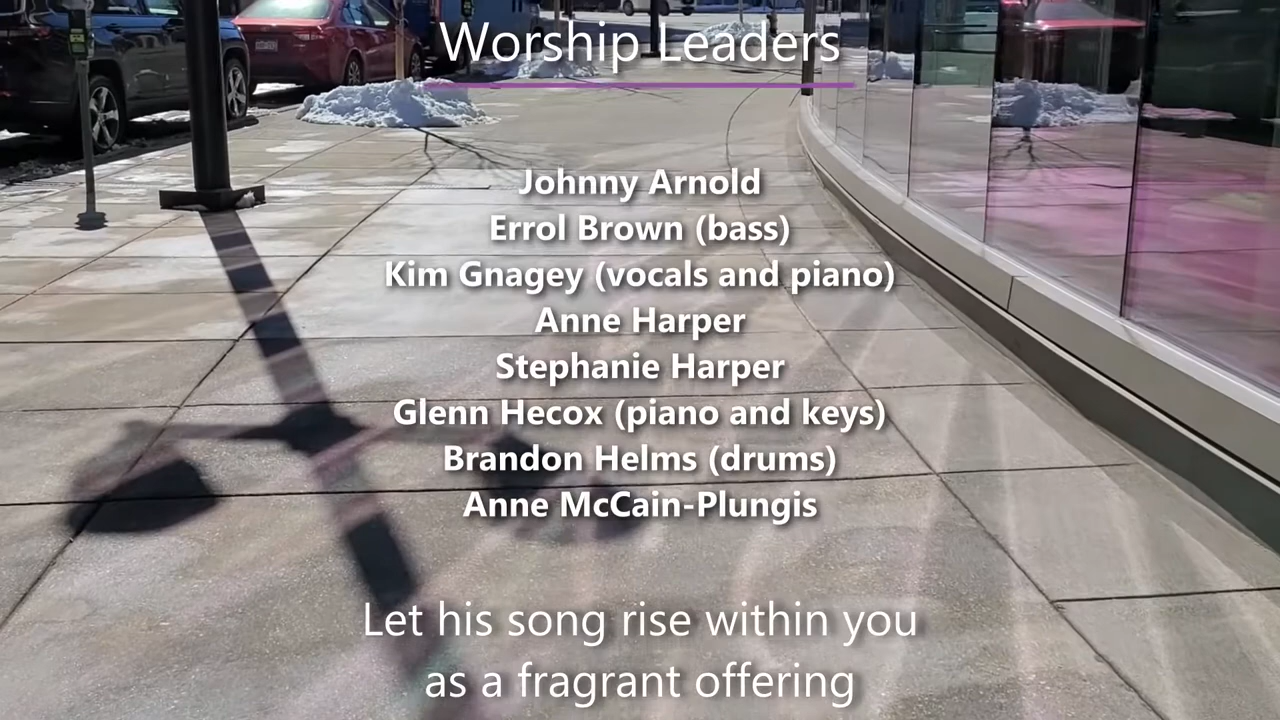 Worship Leaders
Johnny Arnold
Errol Brown (bass)
Kim Gnagey (vocals and piano)
Anne Harper
Stephanie Harper
Glenn Hecox (piano and keys)
Brandon Helms (drums)
Anne McCain-Plungis
Let his song rise within you
as a fragrant offering